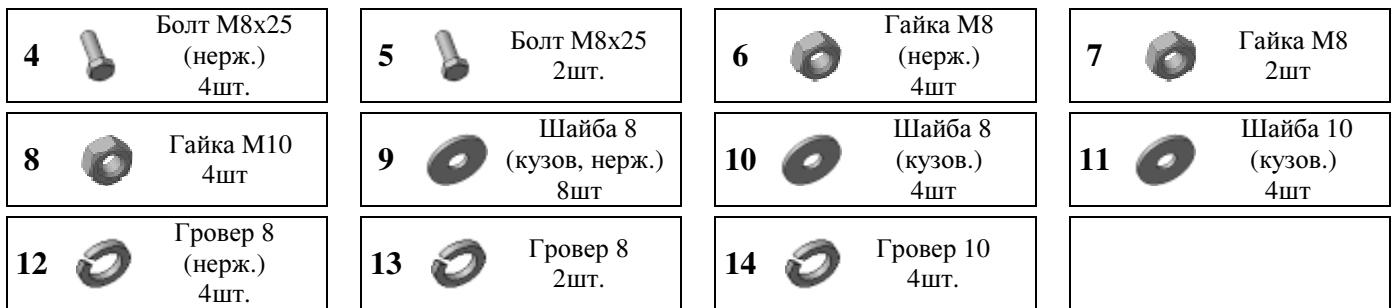 4
Болт М8х25
(нерж.)
4шт.
5
Болт М8х25
2шт.
6
Гайка М8
(нерж.)
4шт
7
Гайка М8
2шт
8
Гайка М10
4шт
9
Шайба 8
(кузов, нерж.)
8шт
10
Шайба 8
(кузов.)
4шт
11
Шайба 10
(кузов.)
4шт
12
Гровер 8
(нерж.)
4шт.
13
Гровер 8
2шт.
14
Гровер 10
4шт.